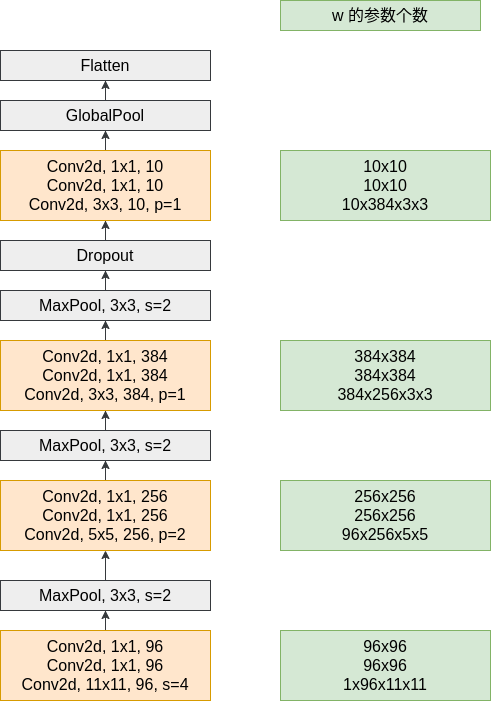 w 的参数个数
Flatten
GlobalPool
Conv2d, 1x1, 10
Conv2d, 1x1, 10
Conv2d, 3x3, 10, p=1
10x10
10x10
10x384x3x3
Dropout
MaxPool, 3x3, s=2
Conv2d, 1x1, 384
Conv2d, 1x1, 384
Conv2d, 3x3, 384, p=1
384x384
384x384
384x256x3x3
MaxPool, 3x3, s=2
Conv2d, 1x1, 256
Conv2d, 1x1, 256
Conv2d, 5x5, 256, p=2
256x256
256x256
96x256x5x5
MaxPool, 3x3, s=2
Conv2d, 1x1, 96
Conv2d, 1x1, 96
Conv2d, 11x11, 96, s=4
96x96
96x96
1x96x11x11